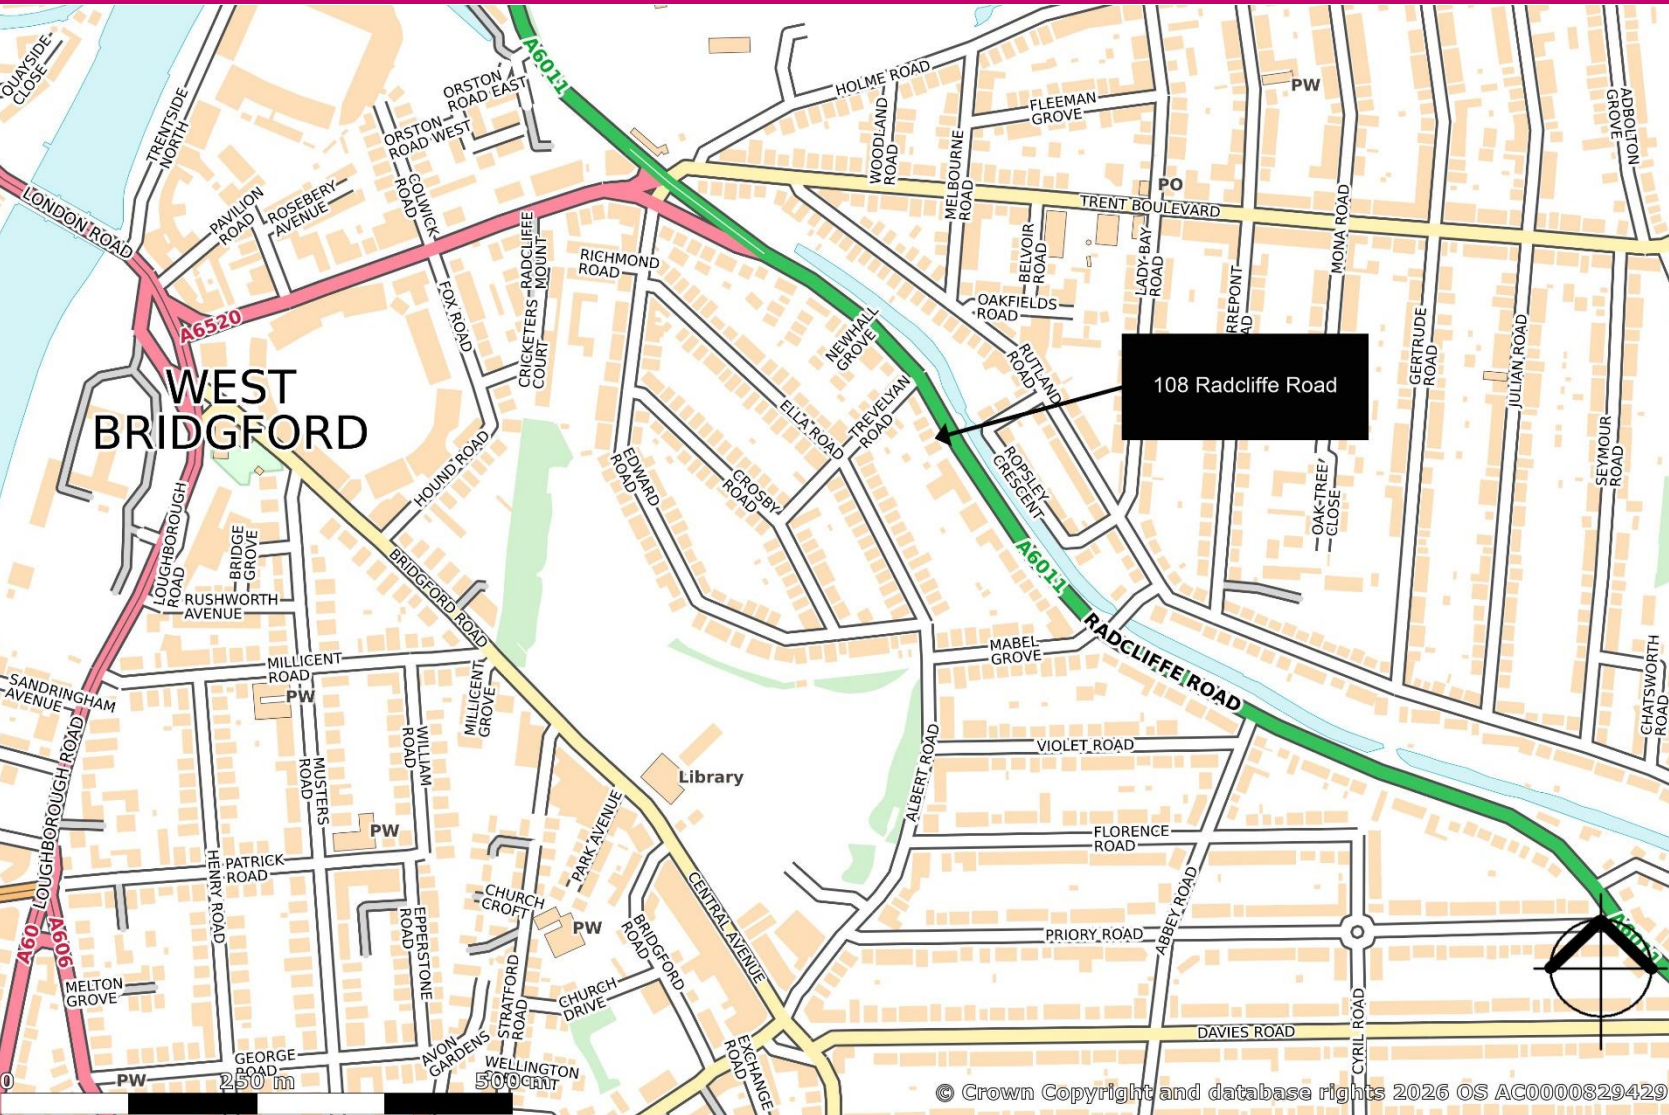 QUAYSIDE
CLOSE
TRENTSIDE
NORTH
ORSTON
ROAD EAST
ORSTON
ROAD WEST
A6011
HOLME ROAD
FLEEMAN
GROVE
PW
ADBOLTON
GROVE
WOODLAND
ROAD
MELBOURNE
ROAD
PO
TRENT BOULEVARD
LONDON ROAD
PAVILION
ROAD
ROSEBERY
AVENUE
COLWICK
ROAD
RADCLIFFE
MOUNT
RICHMOND
ROAD
BELVOIR
ROAD
LADY BAY
ROAD
MONA ROAD
OAKFIELDS
ROAD
A6520
FOX ROAD
CRICKETERS
COURT
NEWHALL
GROVE
RUTLAND
ROAD
GERTRUDE
ROAD
JULIAN ROAD
WEST
BRIDGFORD
108 Radcliffe Road
ELLA ROAD
TREVELYAN
ROAD
HOUND ROAD
EDWARD
ROAD
CROSBY
ROAD
ROPSLEY
CRESCENT
OAK-TREE
CLOSE
SEYMOUR
ROAD
LOUGHBOROUGH
ROAD
BRIDGE
GROVE
BRIDGFORD ROAD
A6011
RUSHWORTH
AVENUE
MILLICENT
ROAD
PW
SANDRINGHAM
AVENUE
MILLICENT
GROVE
MABEL
GROVE
RADCLIFFE ROAD
CHATSWORTH
ROAD
LOUGHBOROUGH ROAD
MUSTERS
ROAD
WILLIAM
ROAD
Library
VIOLET ROAD
ALBERT ROAD
PW
PARK AVENUE
FLORENCE
ROAD
HENRY ROAD
PATRICK
ROAD
CHURCH
CROFT
PW
CENTRAL AVENUE
ABBEY ROAD
A60
A6066
EPPERSTONE
ROAD
BRIDGFORD
ROAD
PRIORY ROAD
A6011
MELTON
GROVE
STRATFORD
ROAD
CHURCH
DRIVE
DAVIES ROAD
CYRIL ROAD
GEORGE
ROAD
AVON
GARDENS
WELLINGTON
EXCHANGE
ROAD
PW
0
250 m
500 m
© Crown Copyright and database rights 2026 OS AC0000829429